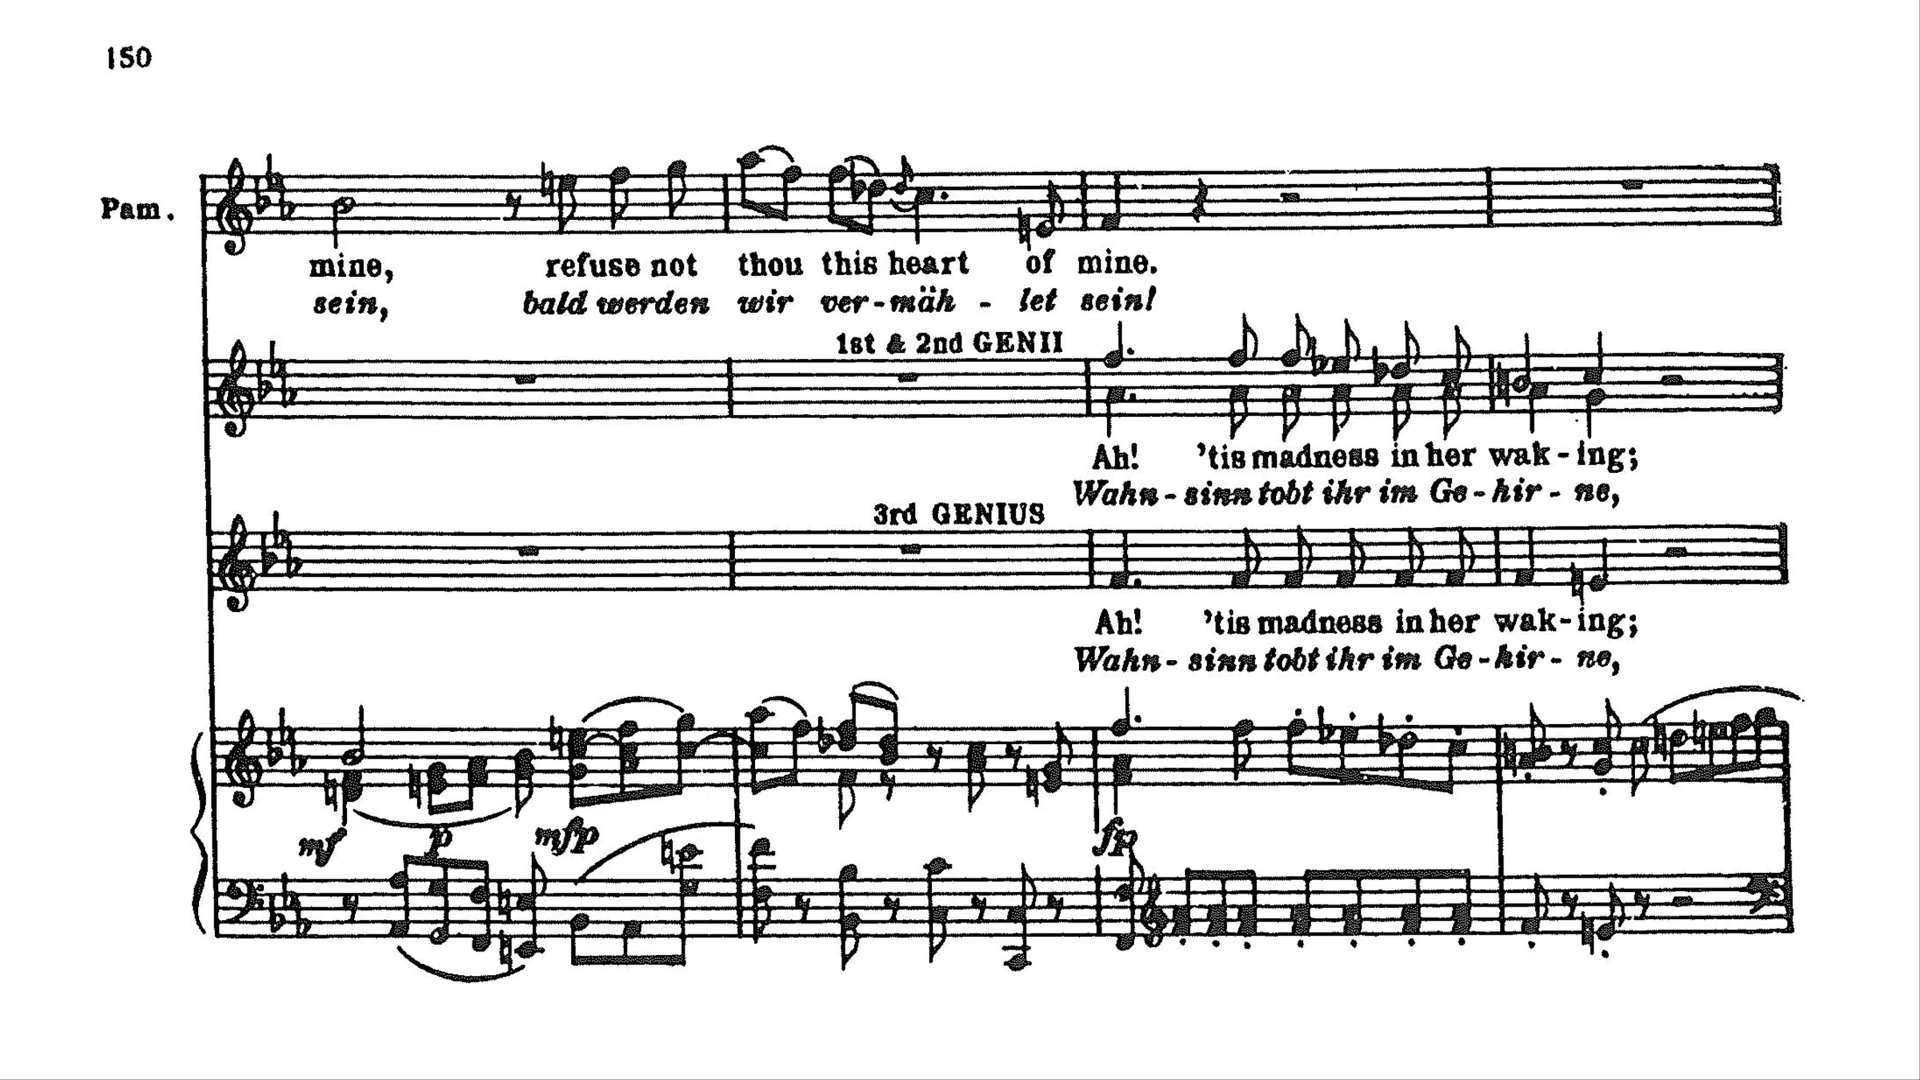 150
Pam.
mine, refuse not thou this heart of mine.
sein, bald werden wir ver-mäh - let sein!
1st & 2nd GENII
Ah! 'tis madness in her wak-ing;
Wahn-sinn tobt ihr im Ge-hir-ne,
3rd GENIUS
Ah! 'tis madness in her wak-ing;
Wahn-sinn tobt ihr im Ge-hir-ne,
mf p mfp fp